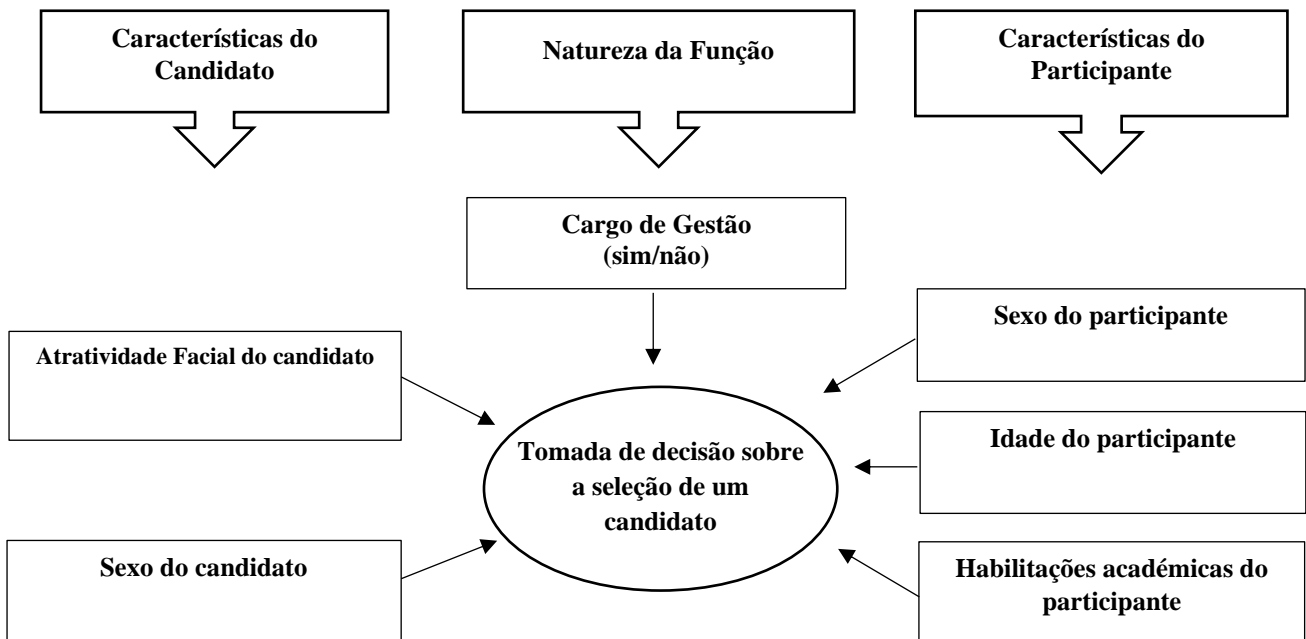 Características do
Candidato
Natureza da Função
Características do
Participante
Cargo de Gestão
(sim/não)
Sexo do participante
Atratividade Facial do candidato
Idade do participante
Tomada de decisão sobre
a seleção de um
candidato
Sexo do candidato
Habilitações académicas do
participante